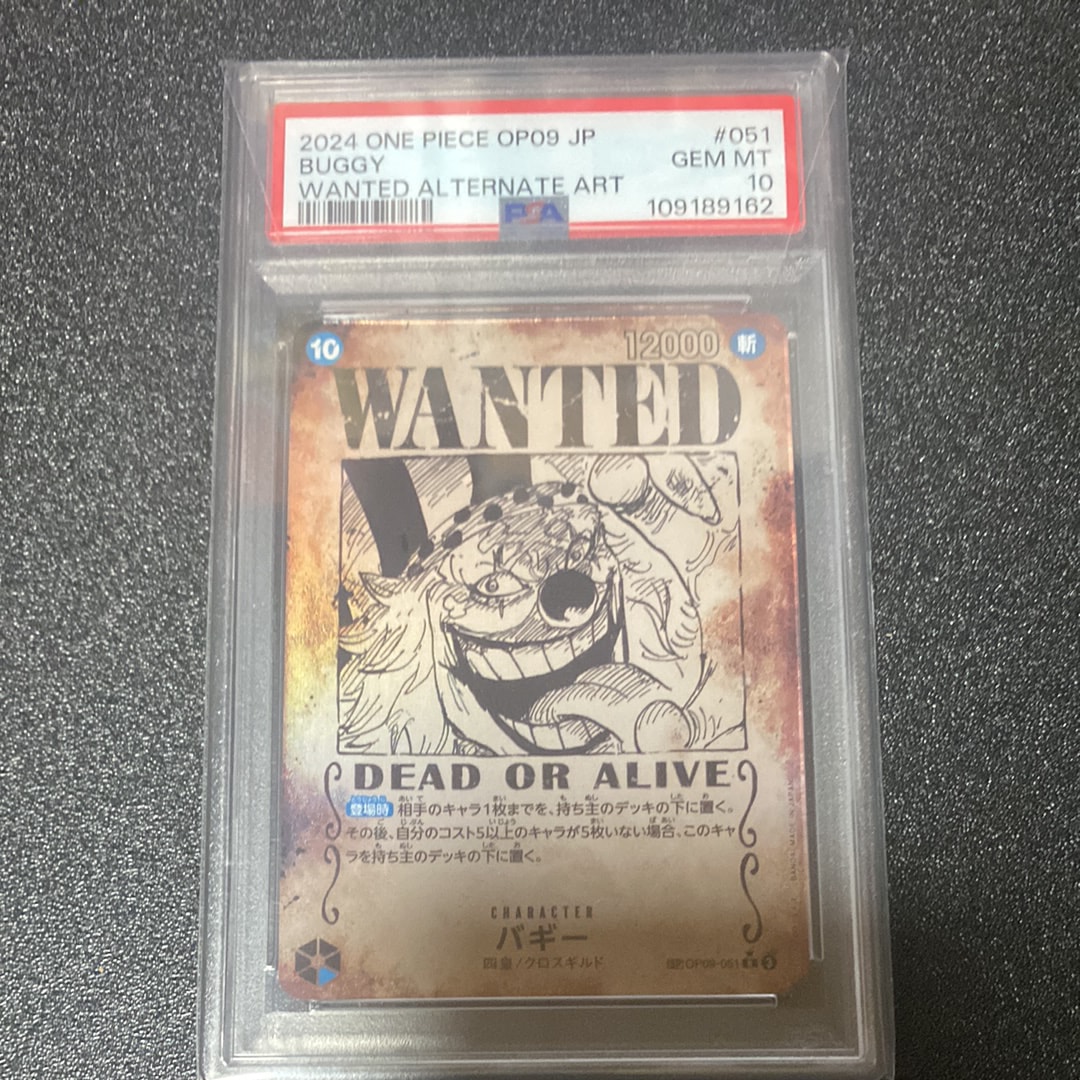 2024 ONE PIECE OP09 JP #051
BUGGY GEM MT
WANTED ALTERNATE ART 10
PSA 109189162
10 12000 斬
WANTED
DEAD OR ALIVE
登場時 相手のキャラ1枚までを、持ち主のデッキの下に置く。
その後、自分のコスト5以上のキャラが5枚いない場合、このキャ
ラを持ち主のデッキの下に置く。
CHARACTER
バギー
四皇/クロスギルド
OP09-051